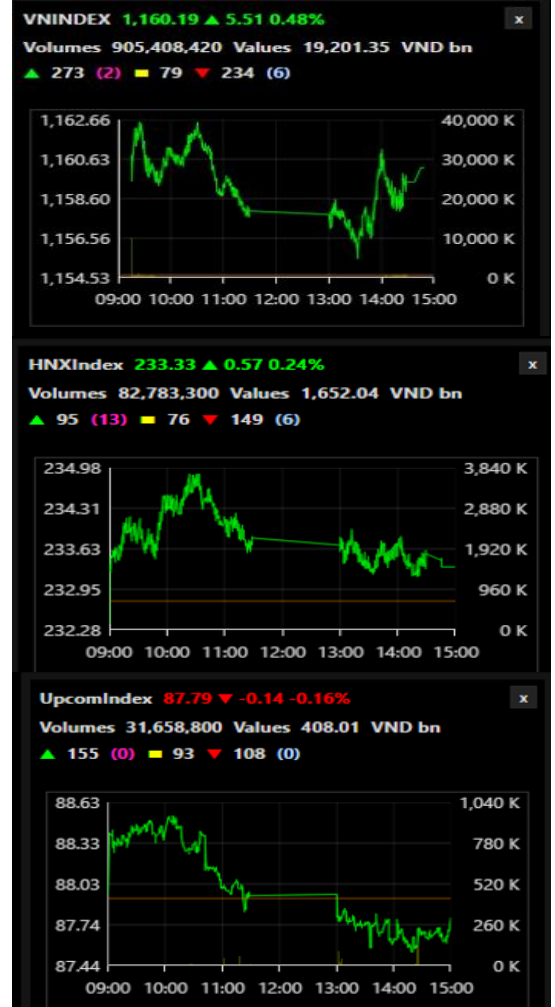 VNINDEX 1,160.19 ▲ 5.51 0.48% x
Volumes 905,408,420 Values 19,201.35 VND bn
▲ 273 (2) ▬ 79 ▼ 234 (6)
1,162.66 40,000 K
1,160.63 30,000 K
1,158.60 20,000 K
1,156.56 10,000 K
1,154.53 0 K
09:00 10:00 11:00 12:00 13:00 14:00 15:00
HNXIndex 233.33 ▲ 0.57 0.24% x
Volumes 82,783,300 Values 1,652.04 VND bn
▲ 95 (13) ▬ 76 ▼ 149 (6)
234.98 3,840 K
234.31 2,880 K
233.63 1,920 K
232.95 960 K
232.28 0 K
09:00 10:00 11:00 12:00 13:00 14:00 15:00
UpcomIndex 87.79 ▼ -0.14 -0.16% x
Volumes 31,658,800 Values 408.01 VND bn
▲ 155 (0) ▬ 93 ▼ 108 (0)
88.63 1,040 K
88.33 780 K
88.03 520 K
87.74 260 K
87.44 0 K
09:00 10:00 11:00 12:00 13:00 14:00 15:00